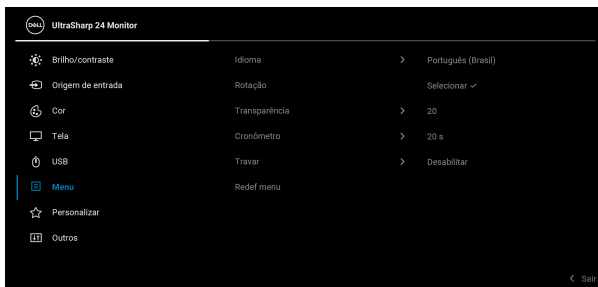 DELL UltraSharp 24 Monitor
Brilho/contraste Idioma > Português (Brasil)
Origem de entrada Rotação Selecionar ✓
Cor Transparência > 20
Tela Cronômetro > 20 s
USB Travar > Desabilitar
Menu Redef menu
Personalizar
Outros
< Sair